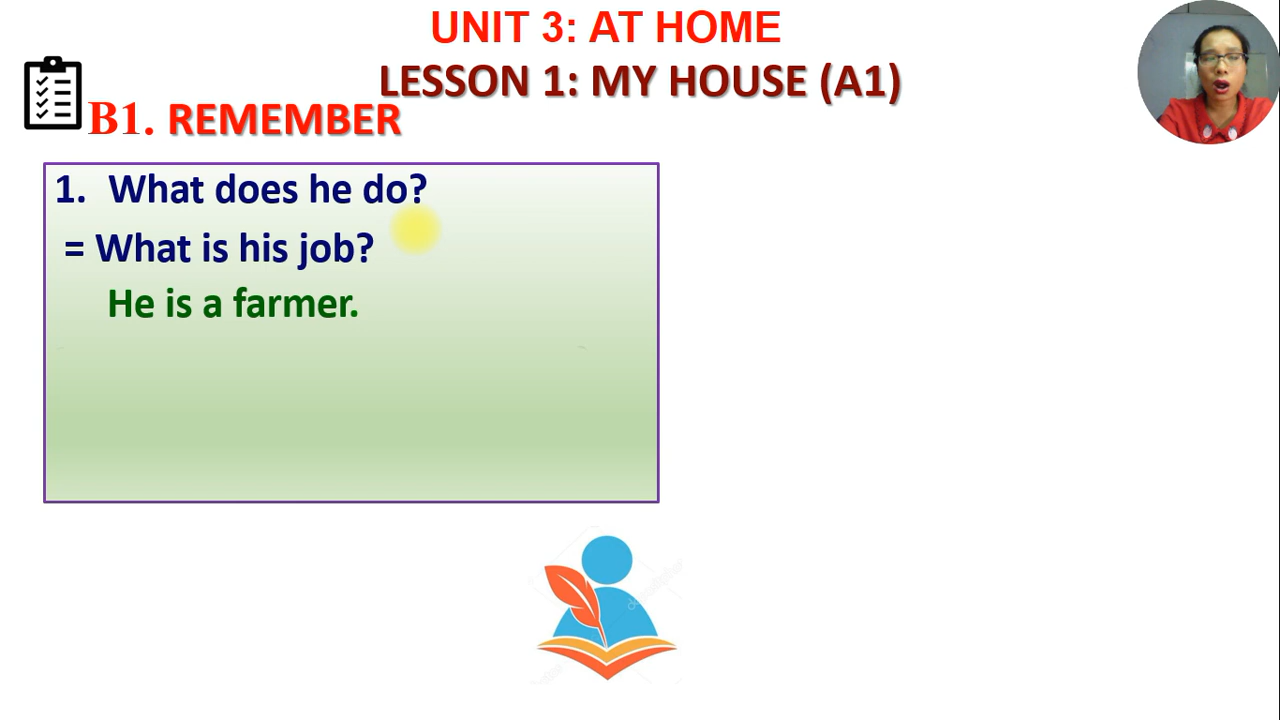 UNIT 3: AT HOME
LESSON 1: MY HOUSE (A1)
B1. REMEMBER
1. What does he do?
= What is his job?
He is a farmer.